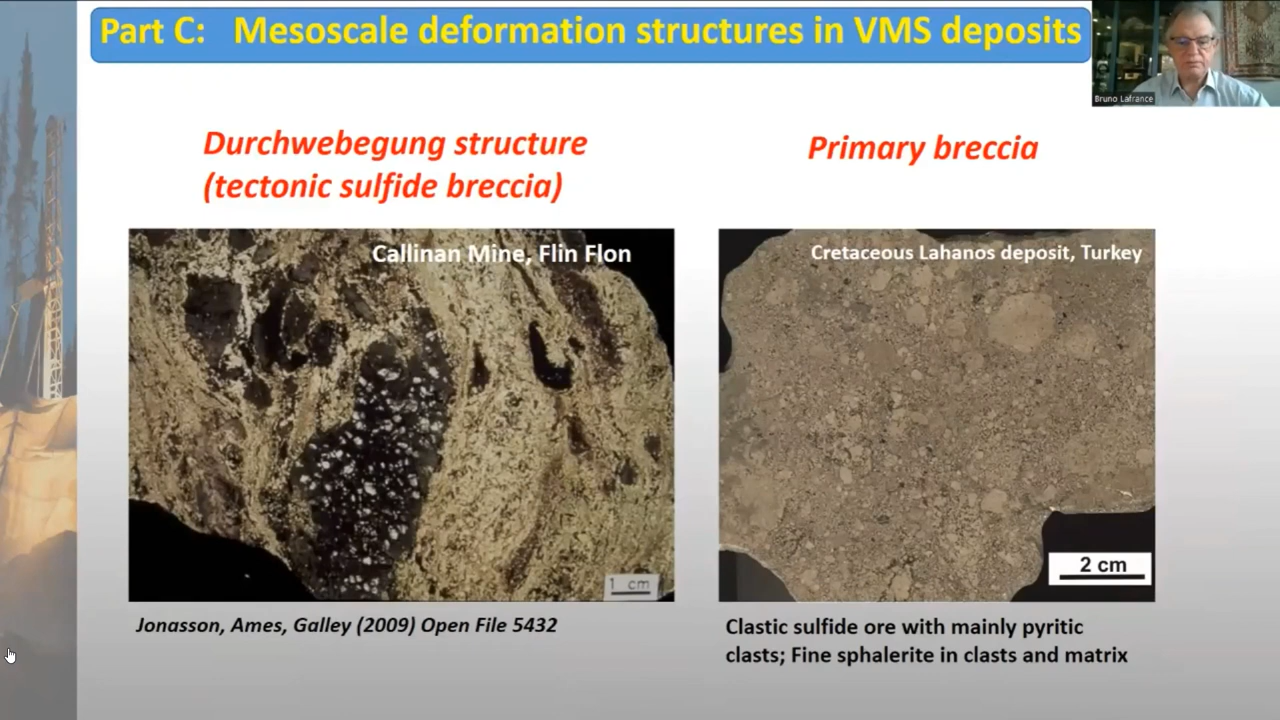 Part C: Mesoscale deformation structures in VMS deposits
Bruno Lafrance
Durchwebegung structure
(tectonic sulfide breccia)
Callinan Mine, Flin Flon
1 cm
Jonasson, Ames, Galley (2009) Open File 5432
Primary breccia
Cretaceous Lahanos deposit, Turkey
2 cm
Clastic sulfide ore with mainly pyritic
clasts; Fine sphalerite in clasts and matrix